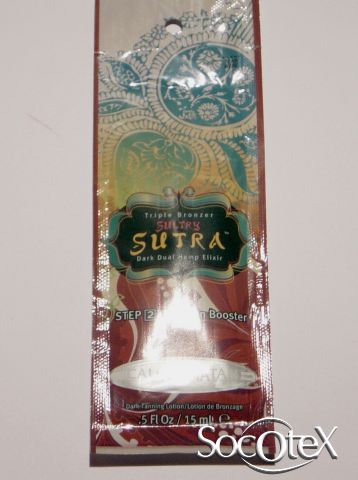 Triple Bronzer
SULTRY
SUTRA™
Dark Dual Hemp Elixir
STEP [2] Booster
Dark Tanning Lotion/Lotion de Bronzage
.5 Fl Oz / 15 mL ℮
SocoteX